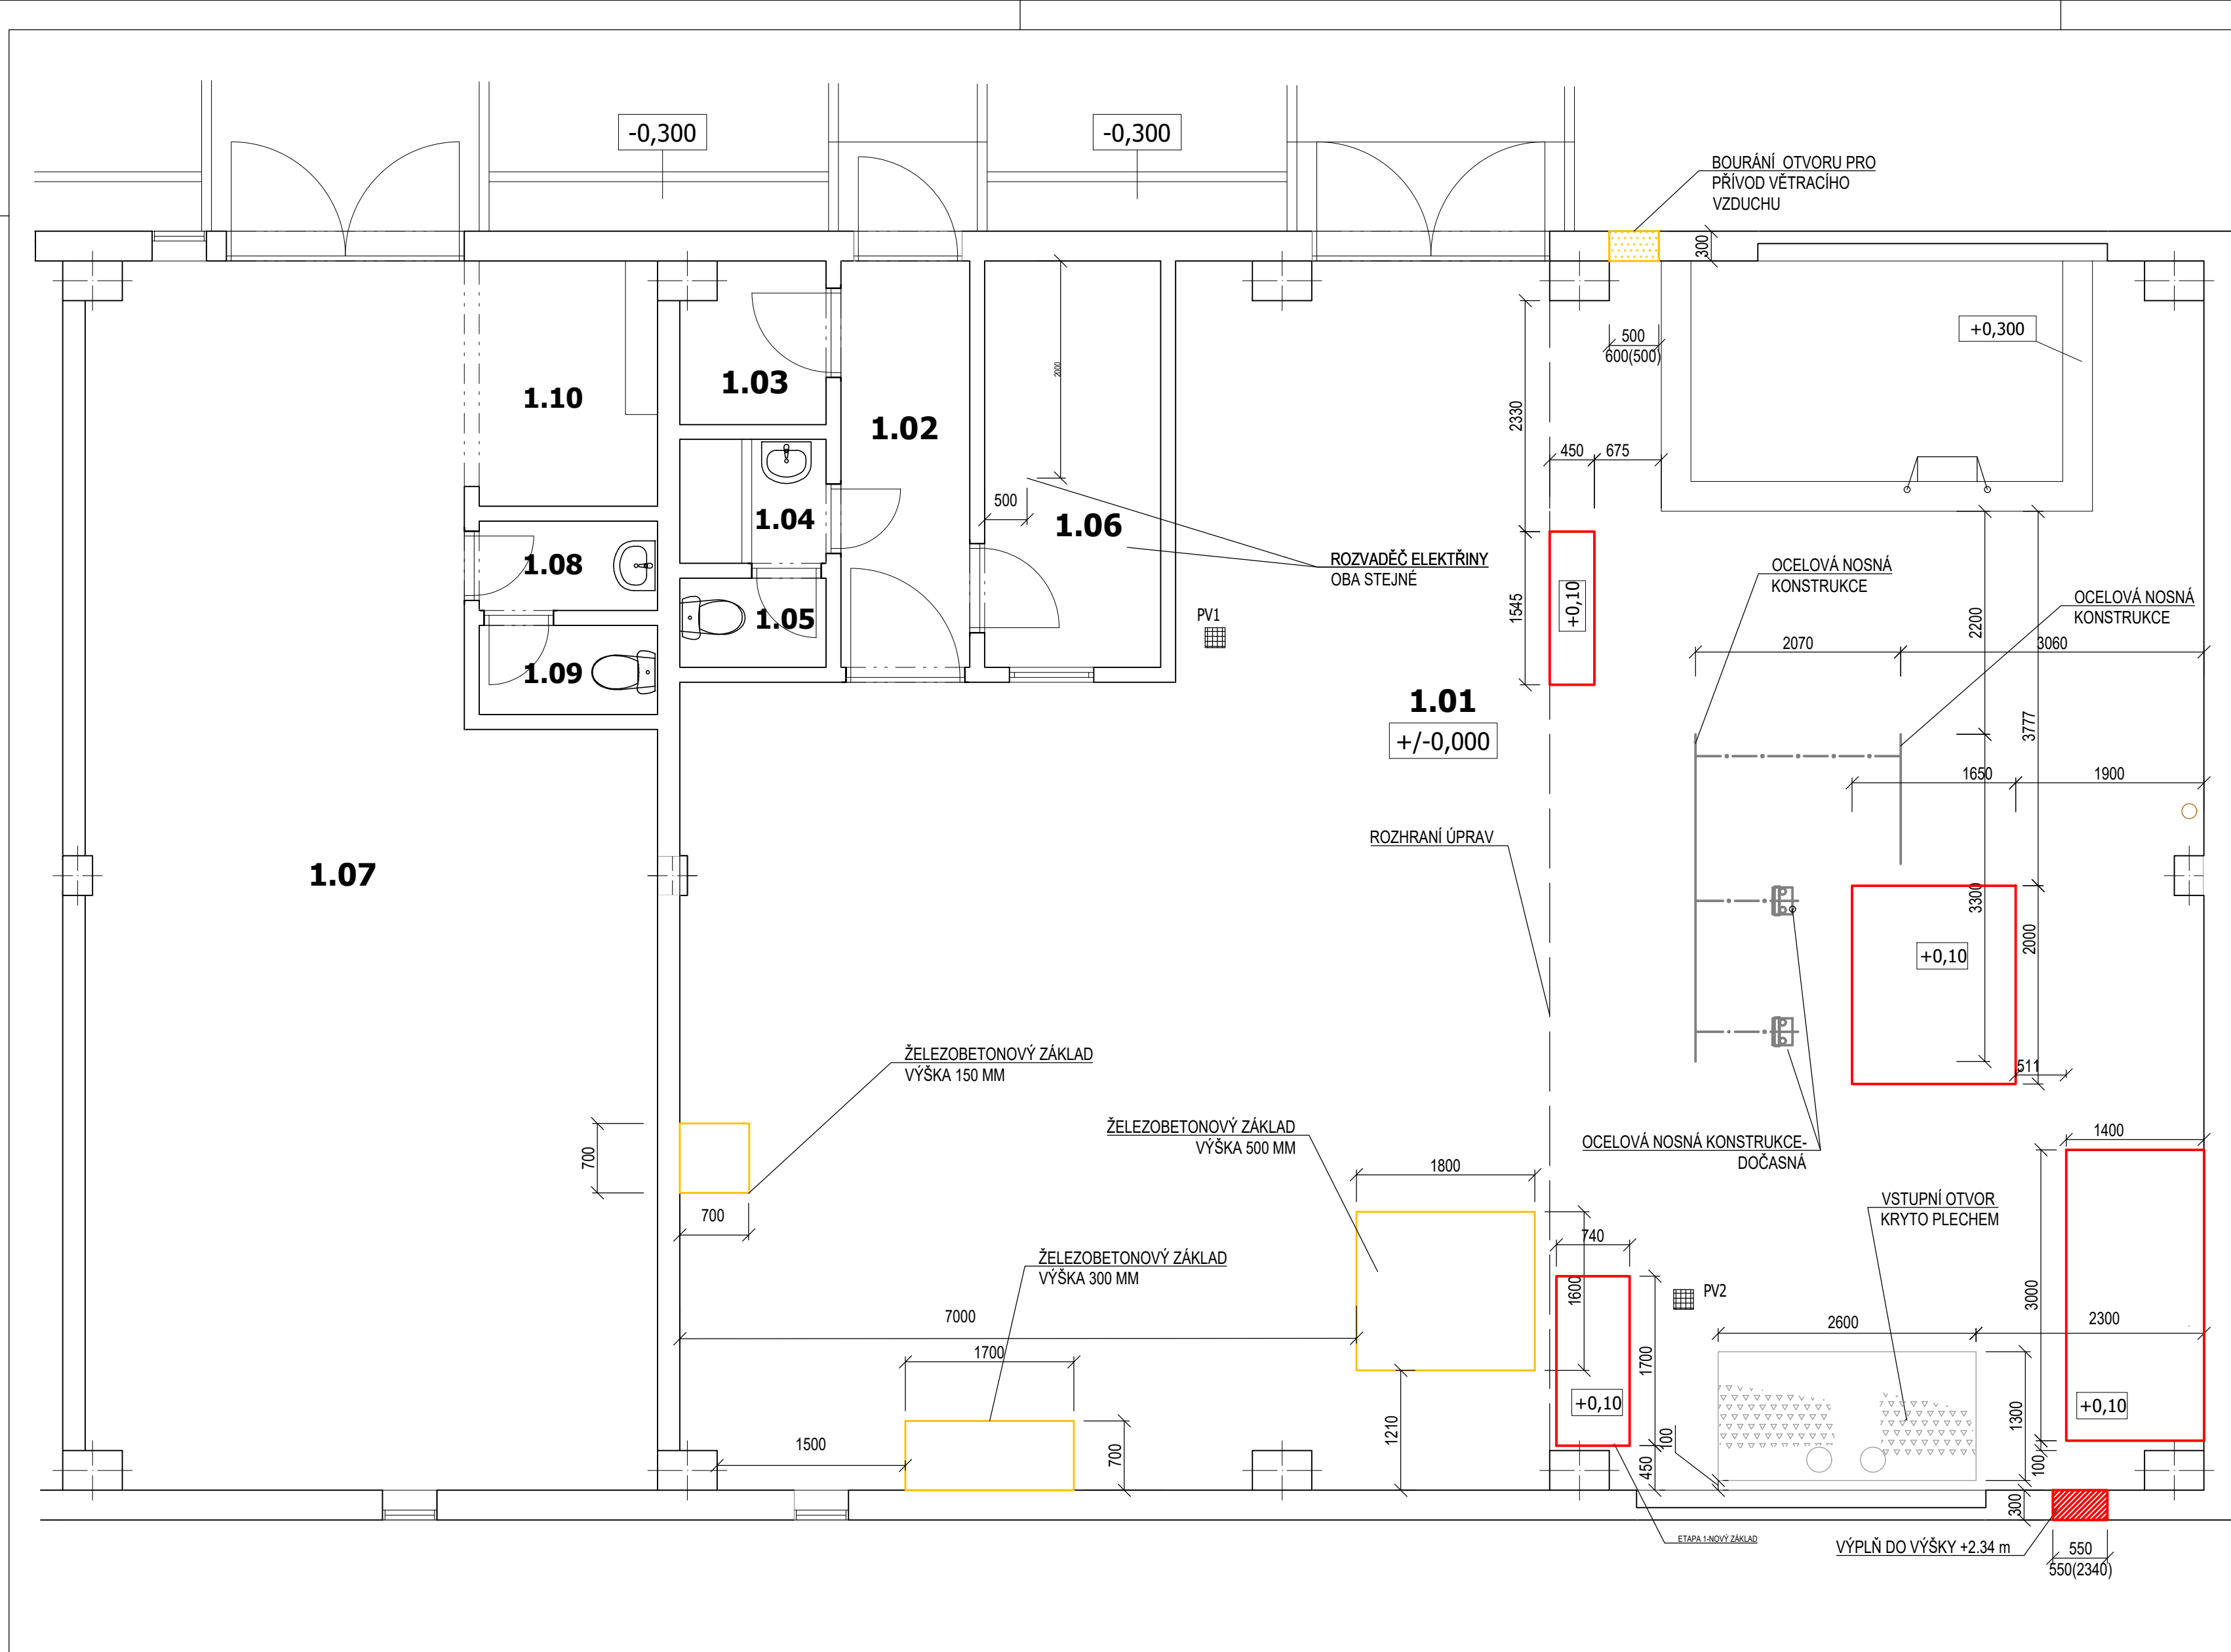 -0,300
-0,300
BOURÁNÍ OTVORU PRO
PŘÍVOD VĚTRACÍHO
VZDUCHU
300
+0,300
500
600(500)
2000
1.03
1.10
1.02
2330
450
675
500
1.04
1.06
1.08
ROZVADĚČ ELEKTŘINY
OBA STEJNÉ
OCELOVÁ NOSNÁ
KONSTRUKCE
OCELOVÁ NOSNÁ
KONSTRUKCE
1545
+0,10
PV1
1.05
2200
2070
3060
1.09
1.01
+/-0,000
3777
1650
1900
ROZHRANÍ ÚPRAV
1.07
3300
2000
+0,10
ŽELEZOBETONOVÝ ZÁKLAD
VÝŠKA 150 MM
511
ŽELEZOBETONOVÝ ZÁKLAD
VÝŠKA 500 MM
OCELOVÁ NOSNÁ KONSTRUKCE-
DOČASNÁ
1400
700
1800
700
VSTUPNÍ OTVOR
KRYTO PLECHEM
740
ŽELEZOBETONOVÝ ZÁKLAD
VÝŠKA 300 MM
1600
PV2
3000
7000
2600
2300
1700
1700
+0,10
+0,10
1210
1300
1500
700
100
450
100
300
ETAPA 1-NOVÝ ZÁKLAD
VÝPLŇ DO VÝŠKY +2.34 m
550
550(2340)